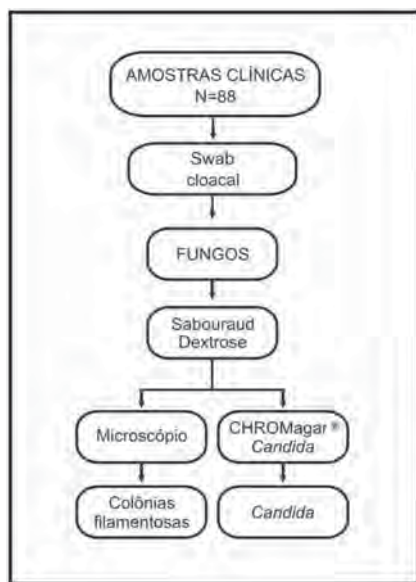 AMOSTRAS CLÍNICAS
N=88
Swab
cloacal
FUNGOS
Sabouraud
Dextrose
Microscópio
CHROMagar®
Candida
Colônias
filamentosas
Candida